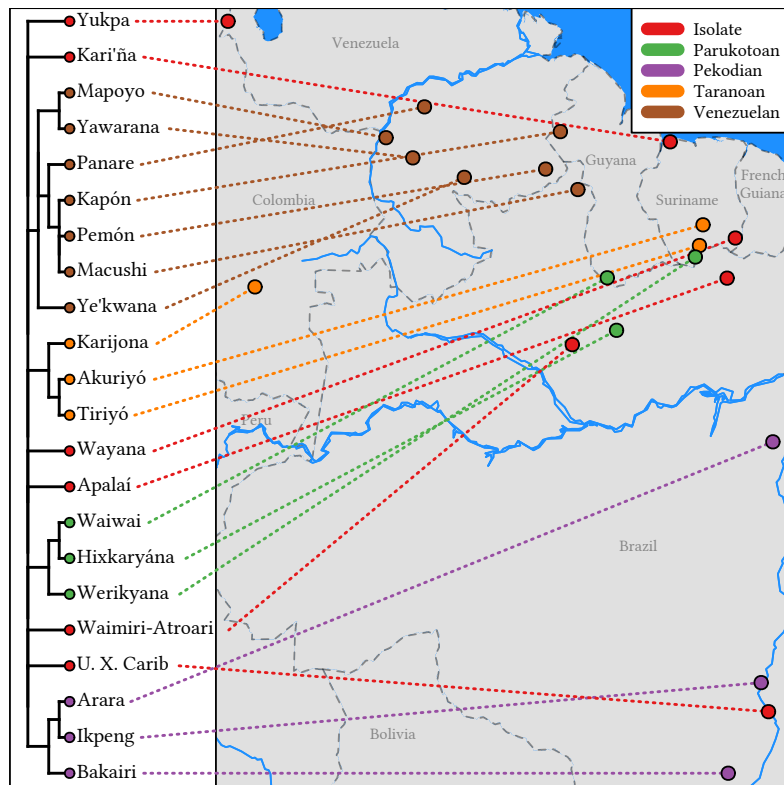 Yukpa
Kari'ña
Mapoyo
Yawarana
Panare
Kapón
Pemón
Macushi
Ye'kwana
Karijona
Akuriyó
Tiriyó
Wayana
Apalaí
Waiwai
Hixkaryána
Werikyana
Waimiri-Atroari
U. X. Carib
Arara
Ikpeng
Bakairi
Venezuela
Colombia
Guyana
Suriname
French
Guiana
Peru
Brazil
Bolivia
Isolate
Parukotoan
Pekodian
Taranoan
Venezuelan